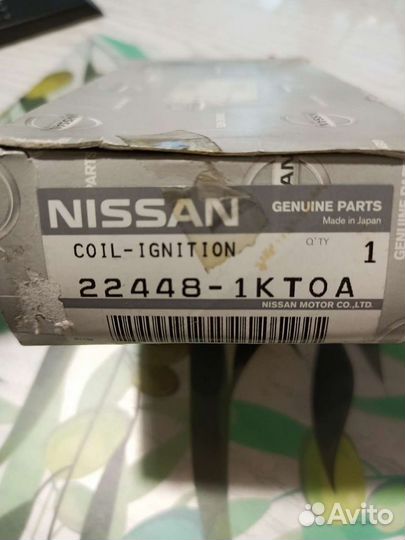 NISSAN
GENUINE PARTS
Made in Japan
COIL-IGNITION
Q'TY
1
22448-1KT0A
NISSAN MOTOR CO.,LTD.
Avito